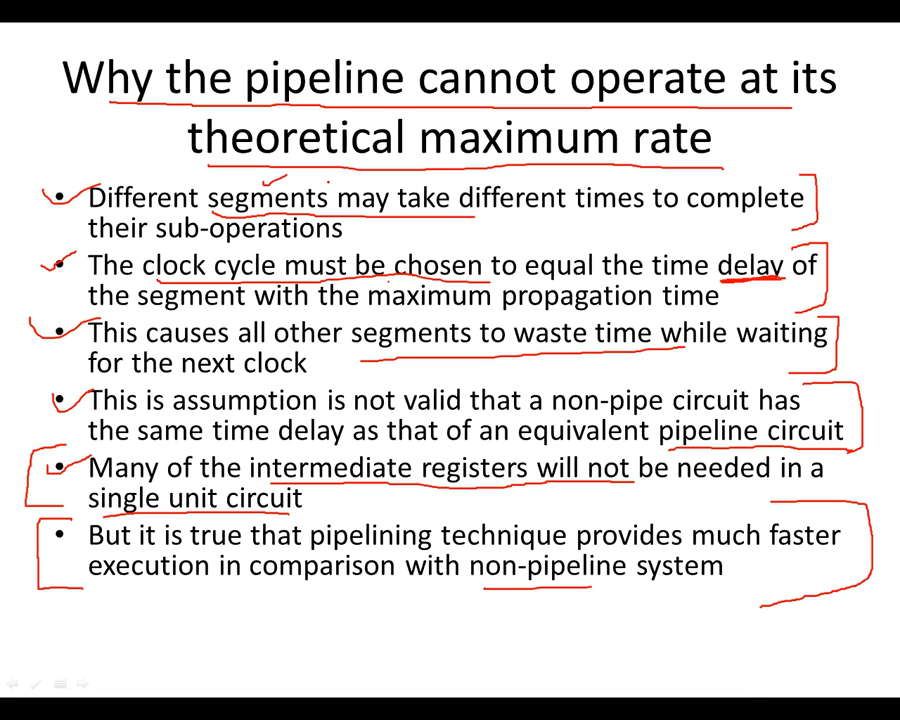 Why the pipeline cannot operate at its
theoretical maximum rate
• Different segments may take different times to complete
their sub-operations
• The clock cycle must be chosen to equal the time delay of
the segment with the maximum propagation time
• This causes all other segments to waste time while waiting
for the next clock
• This is assumption is not valid that a non-pipe circuit has
the same time delay as that of an equivalent pipeline circuit
• Many of the intermediate registers will not be needed in a
single unit circuit
• But it is true that pipelining technique provides much faster
execution in comparison with non-pipeline system